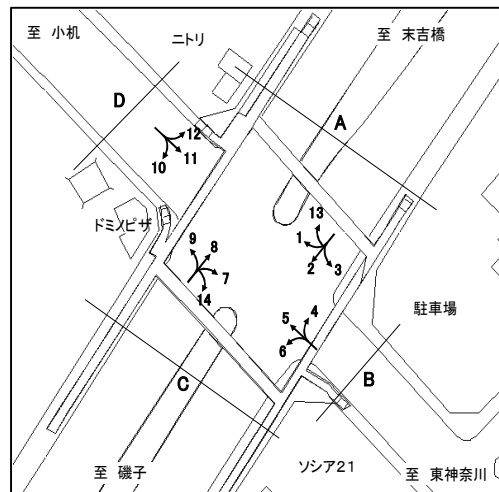 至 小机
ニトリ
至 末吉橋
D
A
12
11
10
13
1
2
3
9
8
7
14
ドミノピザ
5
4
6
駐車場
C
B
至 磯子
ソシア21
至 東神奈川